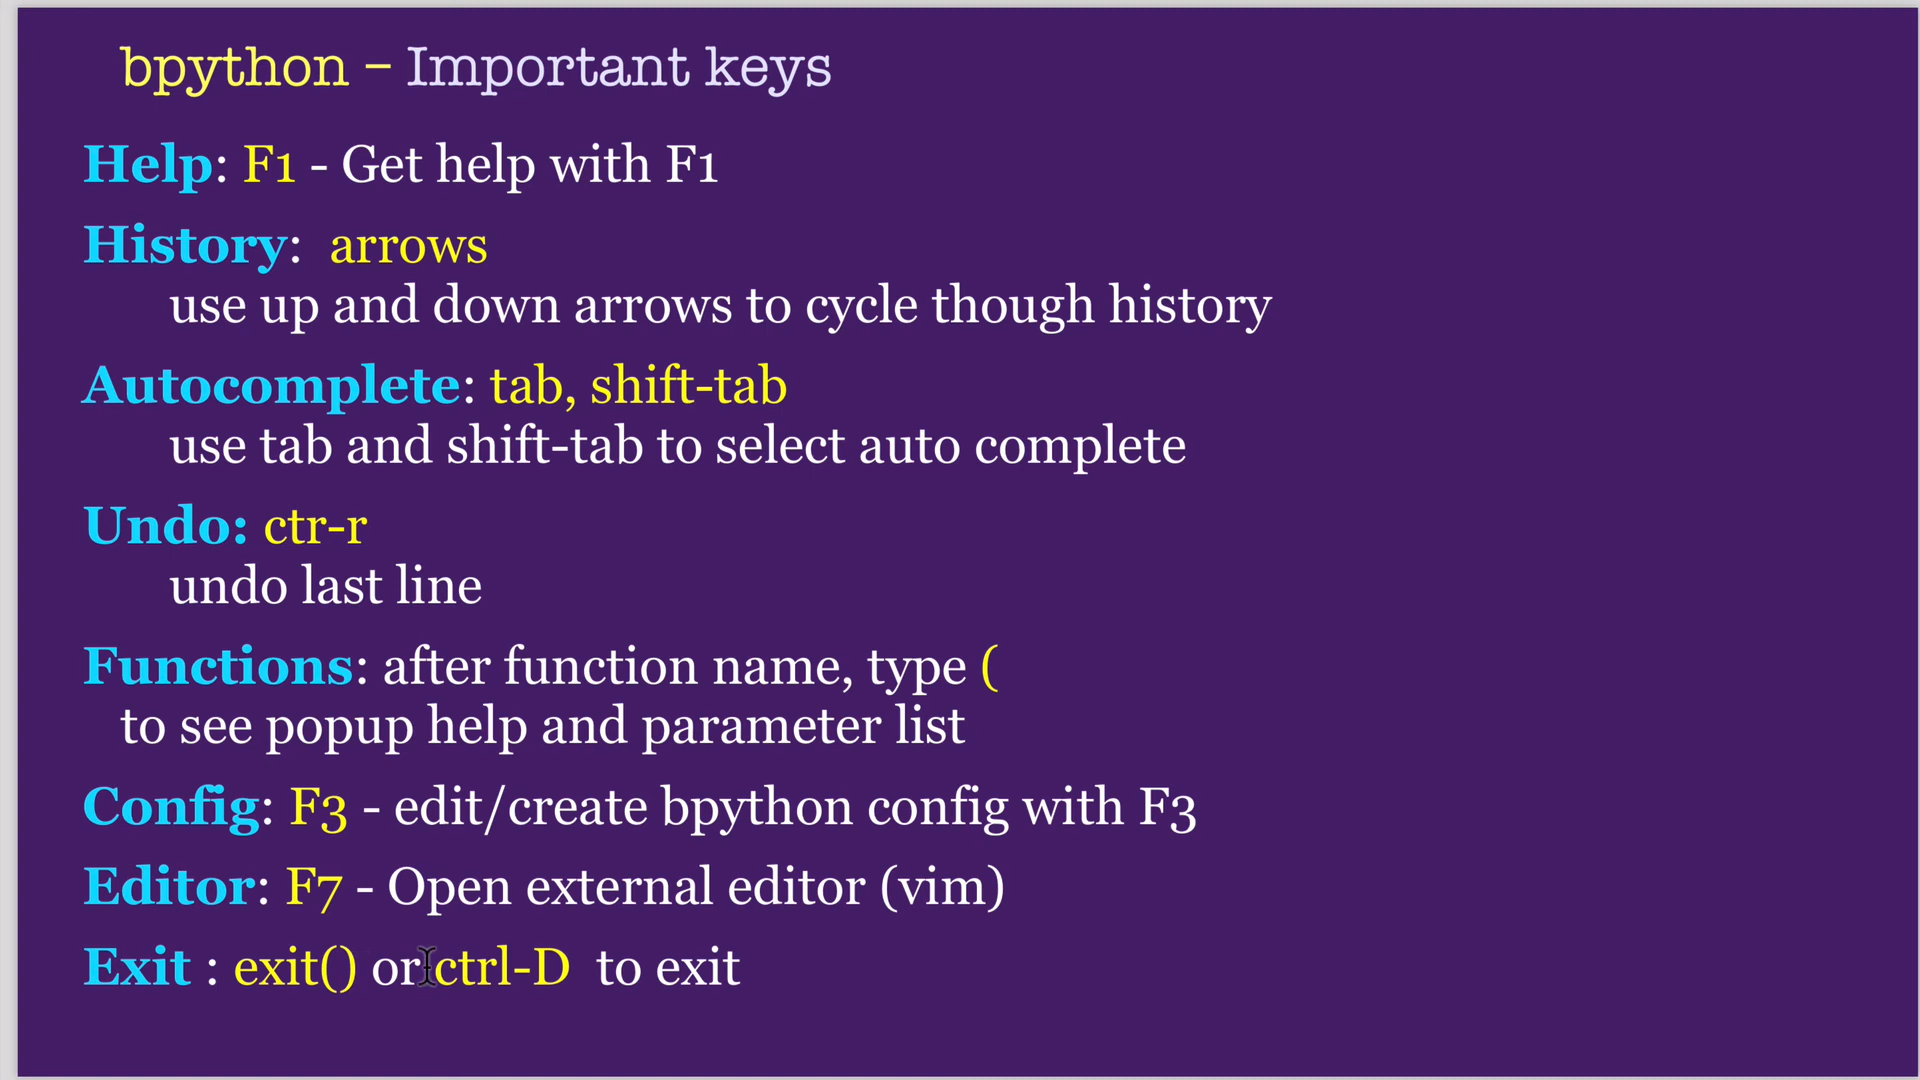 bpython – Important keys
Help: F1 - Get help with F1
History:  arrows
use up and down arrows to cycle though history
Autocomplete: tab, shift-tab
use tab and shift-tab to select auto complete
Undo: ctr-r
undo last line
Functions: after function name, type (
to see popup help and parameter list
Config: F3 - edit/create bpython config with F3
Editor: F7 - Open external editor (vim)
Exit : exit() or ctrl-D  to exit